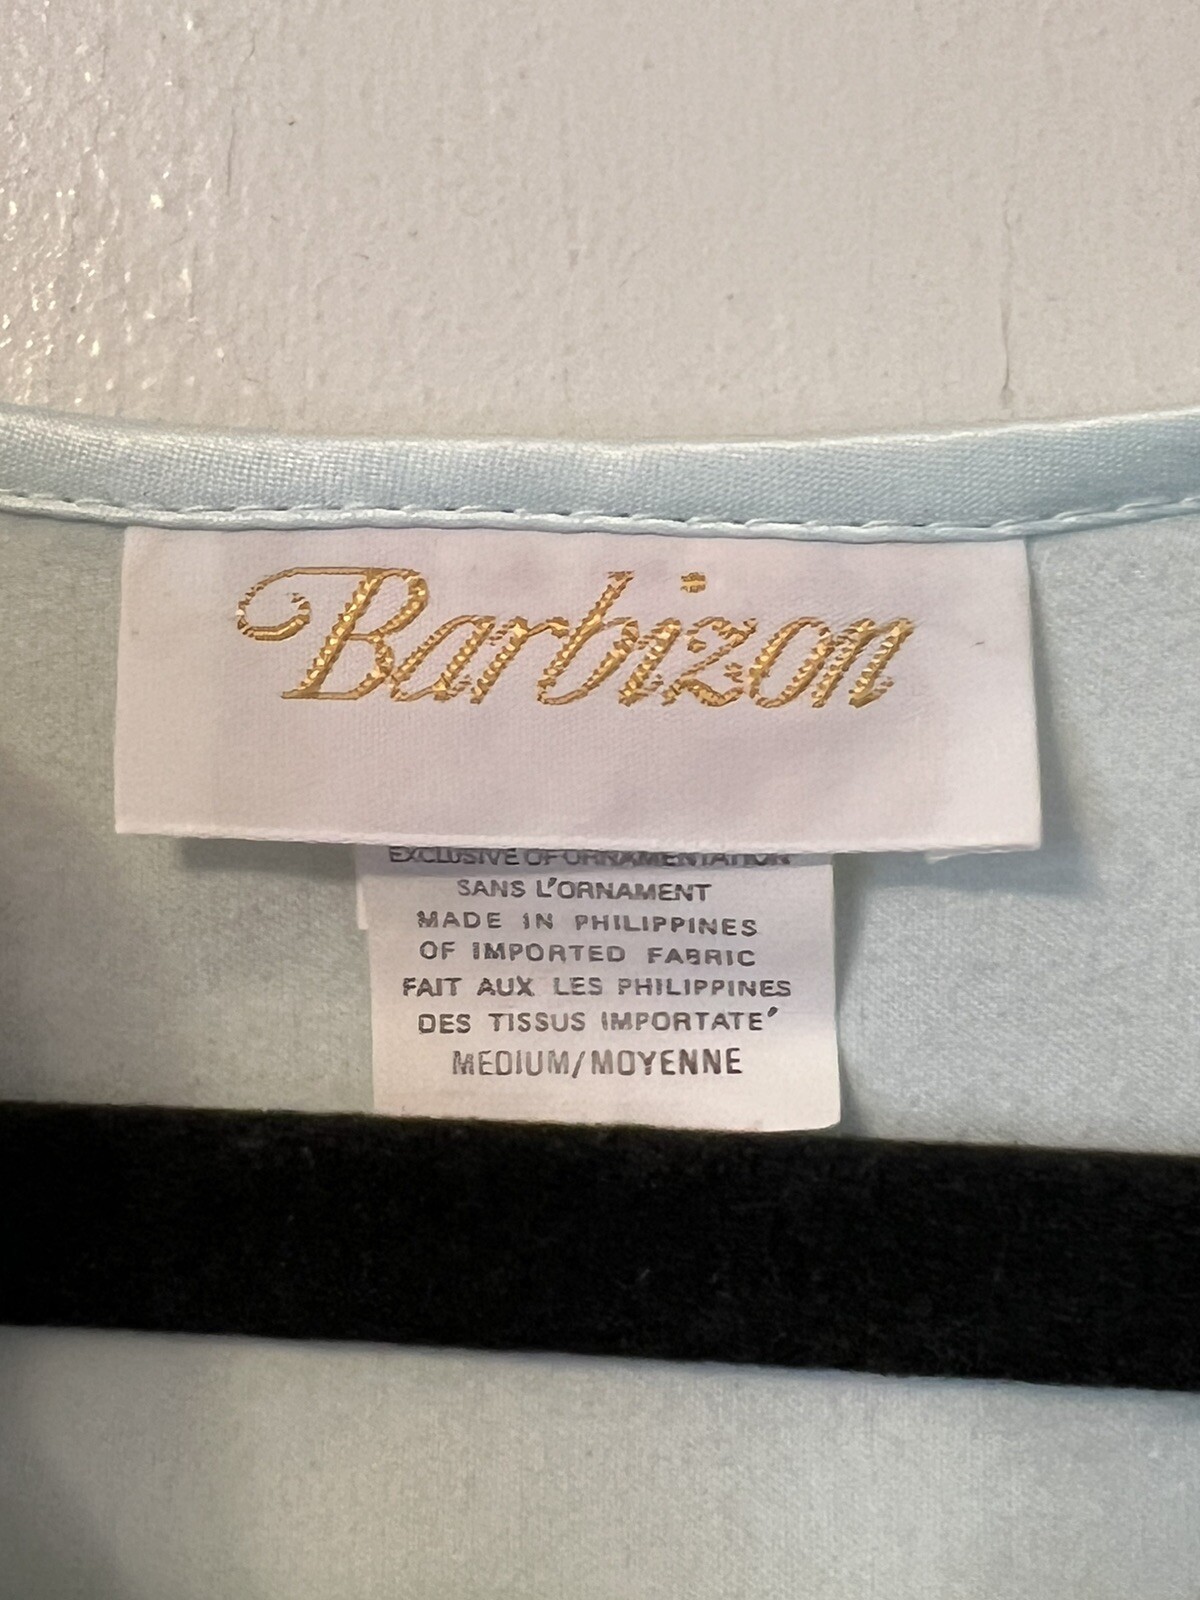 Barbizon
EXCLUSIVE OF ORNAMENTATION
SANS L'ORNAMENT
MADE IN PHILIPPINES
OF IMPORTED FABRIC
FAIT AUX LES PHILIPPINES
DES TISSUS IMPORTATE'
MEDIUM/MOYENNE